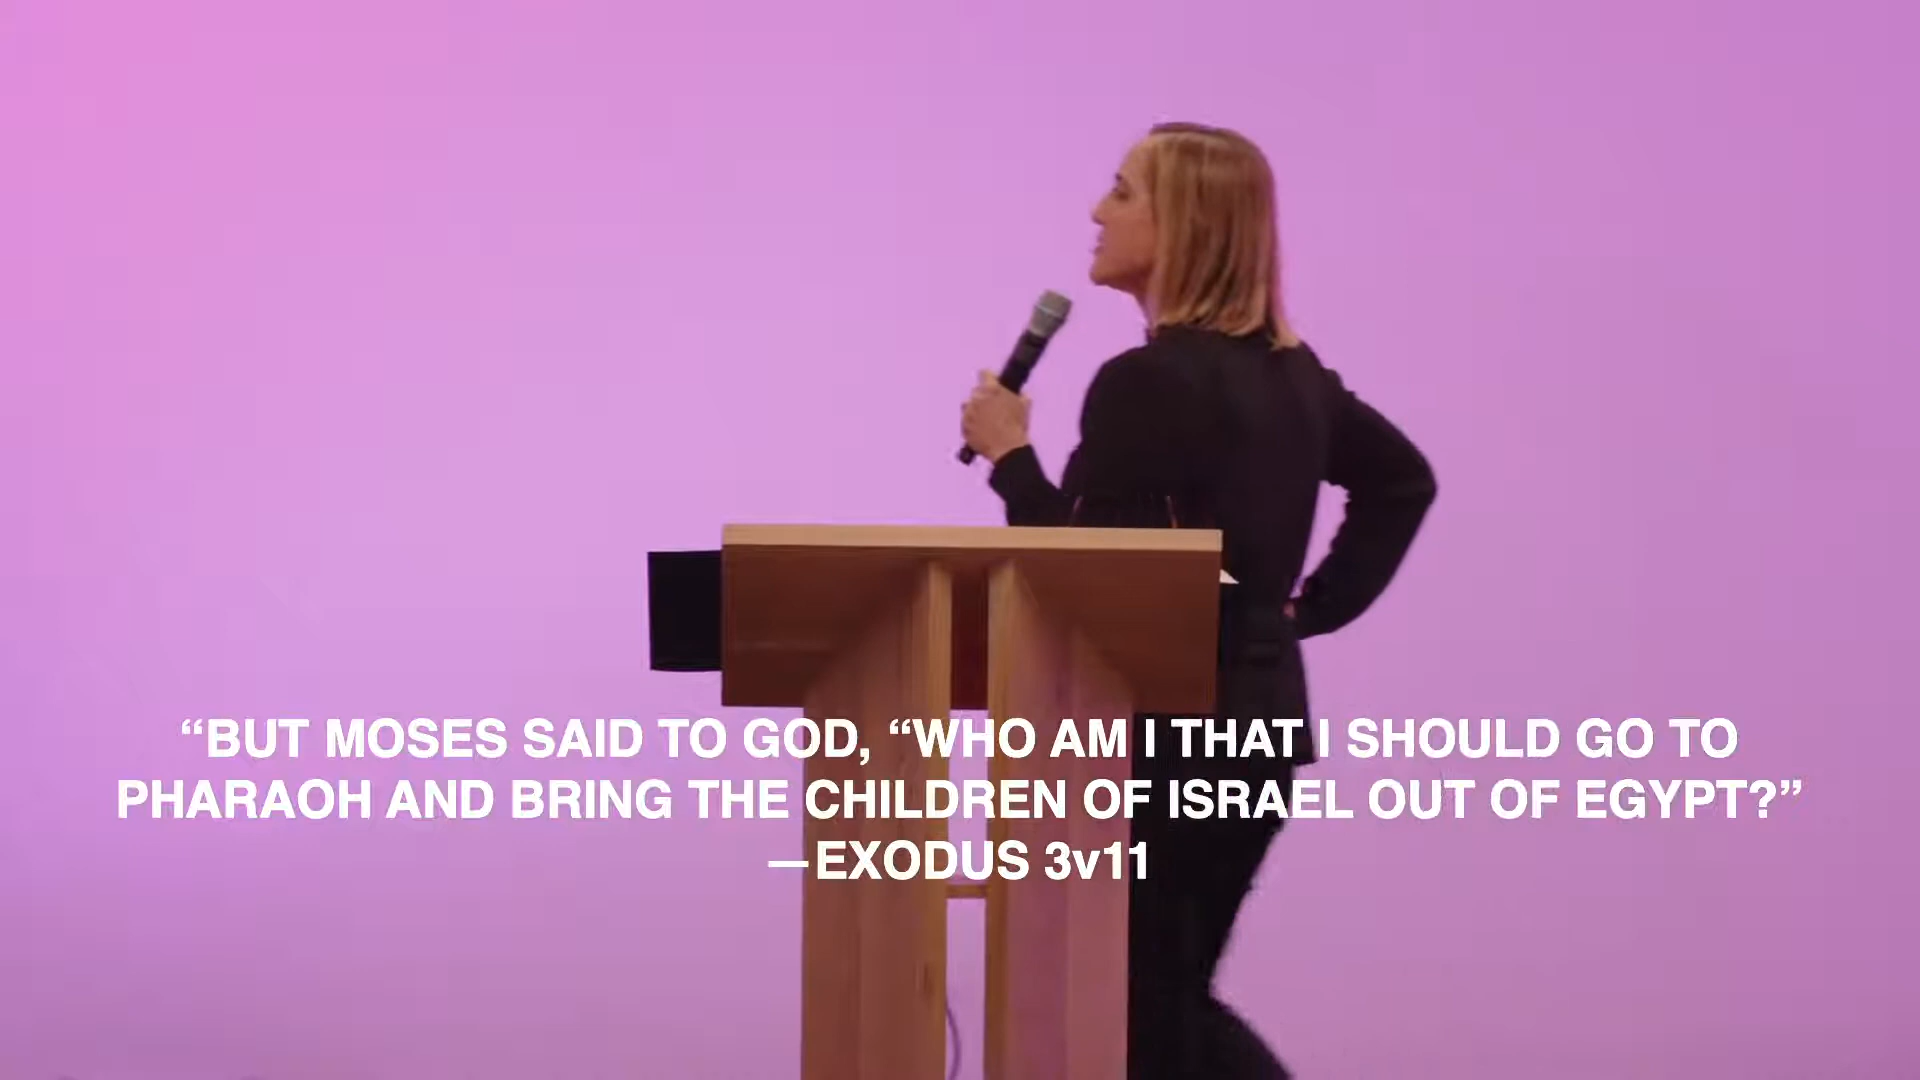 “BUT MOSES SAID TO GOD, “WHO AM I THAT I SHOULD GO TO
PHARAOH AND BRING THE CHILDREN OF ISRAEL OUT OF EGYPT?”
—EXODUS 3v11